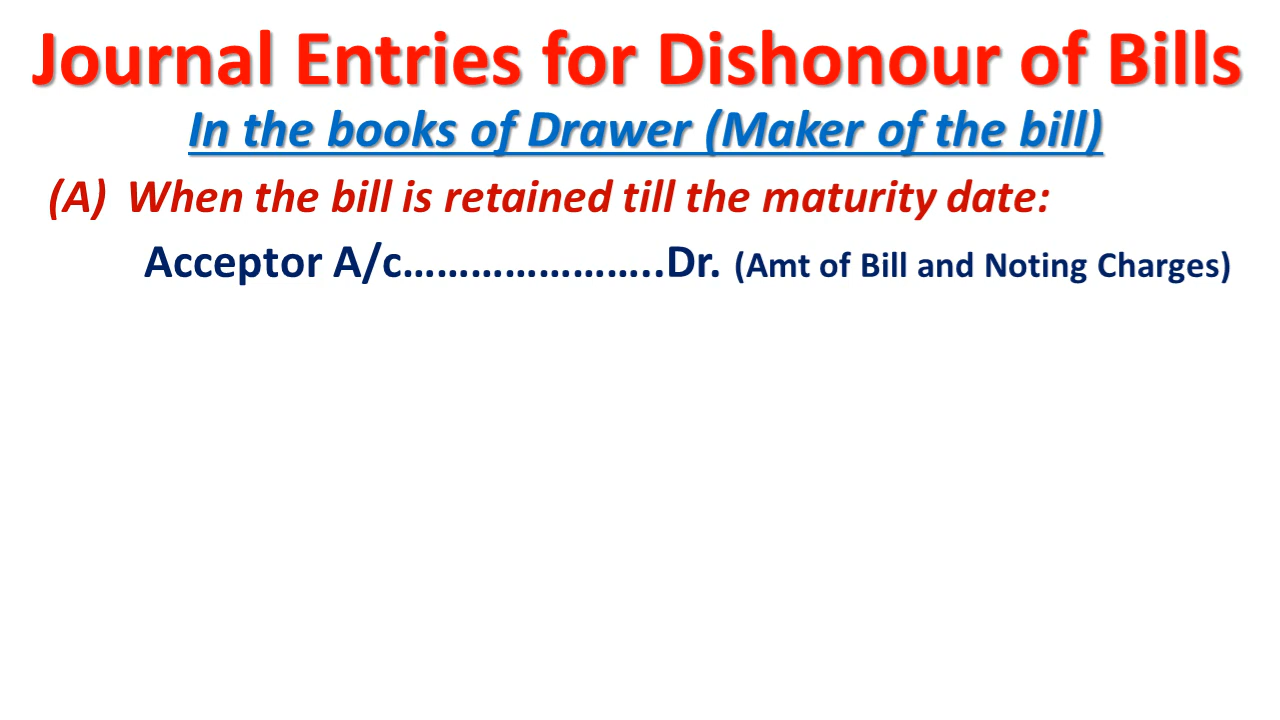 Journal Entries for Dishonour of Bills
In the books of Drawer (Maker of the bill)
(A) When the bill is retained till the maturity date:
Acceptor A/c…………………..Dr. (Amt of Bill and Noting Charges)